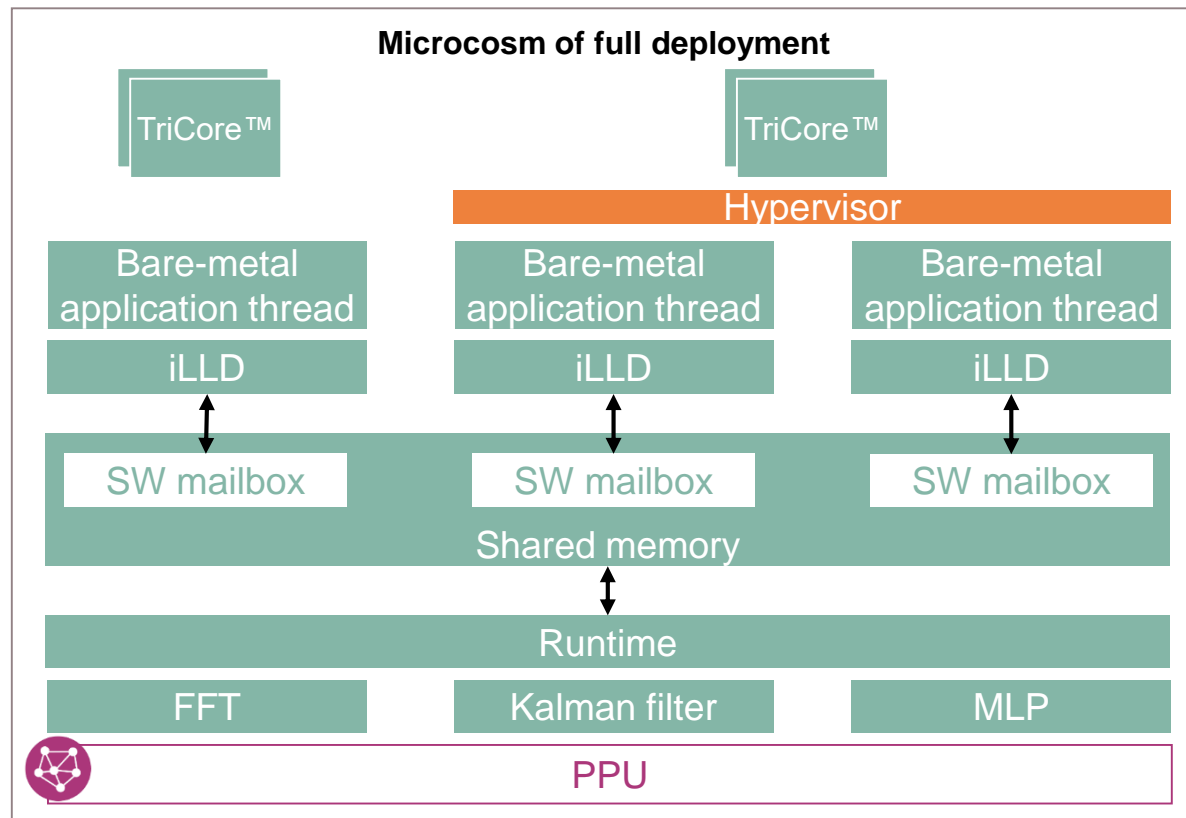 Microcosm of full deployment
TriCore™
TriCore™
Hypervisor
Bare-metal
application thread
Bare-metal
application thread
Bare-metal
application thread
iLLD
iLLD
iLLD
SW mailbox
SW mailbox
SW mailbox
Shared memory
Runtime
FFT
Kalman filter
MLP
PPU